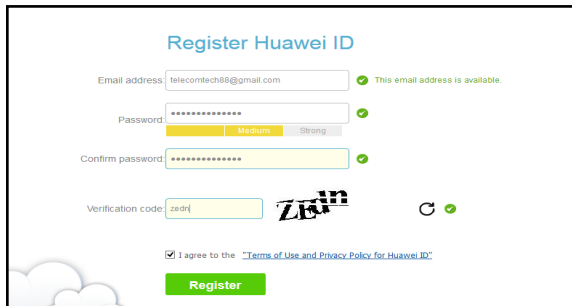 Register Huawei ID
Email address: telecomtech88@gmail.com This email address is available.
Password: ••••••••••••••
Medium Strong
Confirm password: ••••••••••••••
Verification code: zedn ZEdn
I agree to the "Terms of Use and Privacy Policy for Huawei ID"
Register